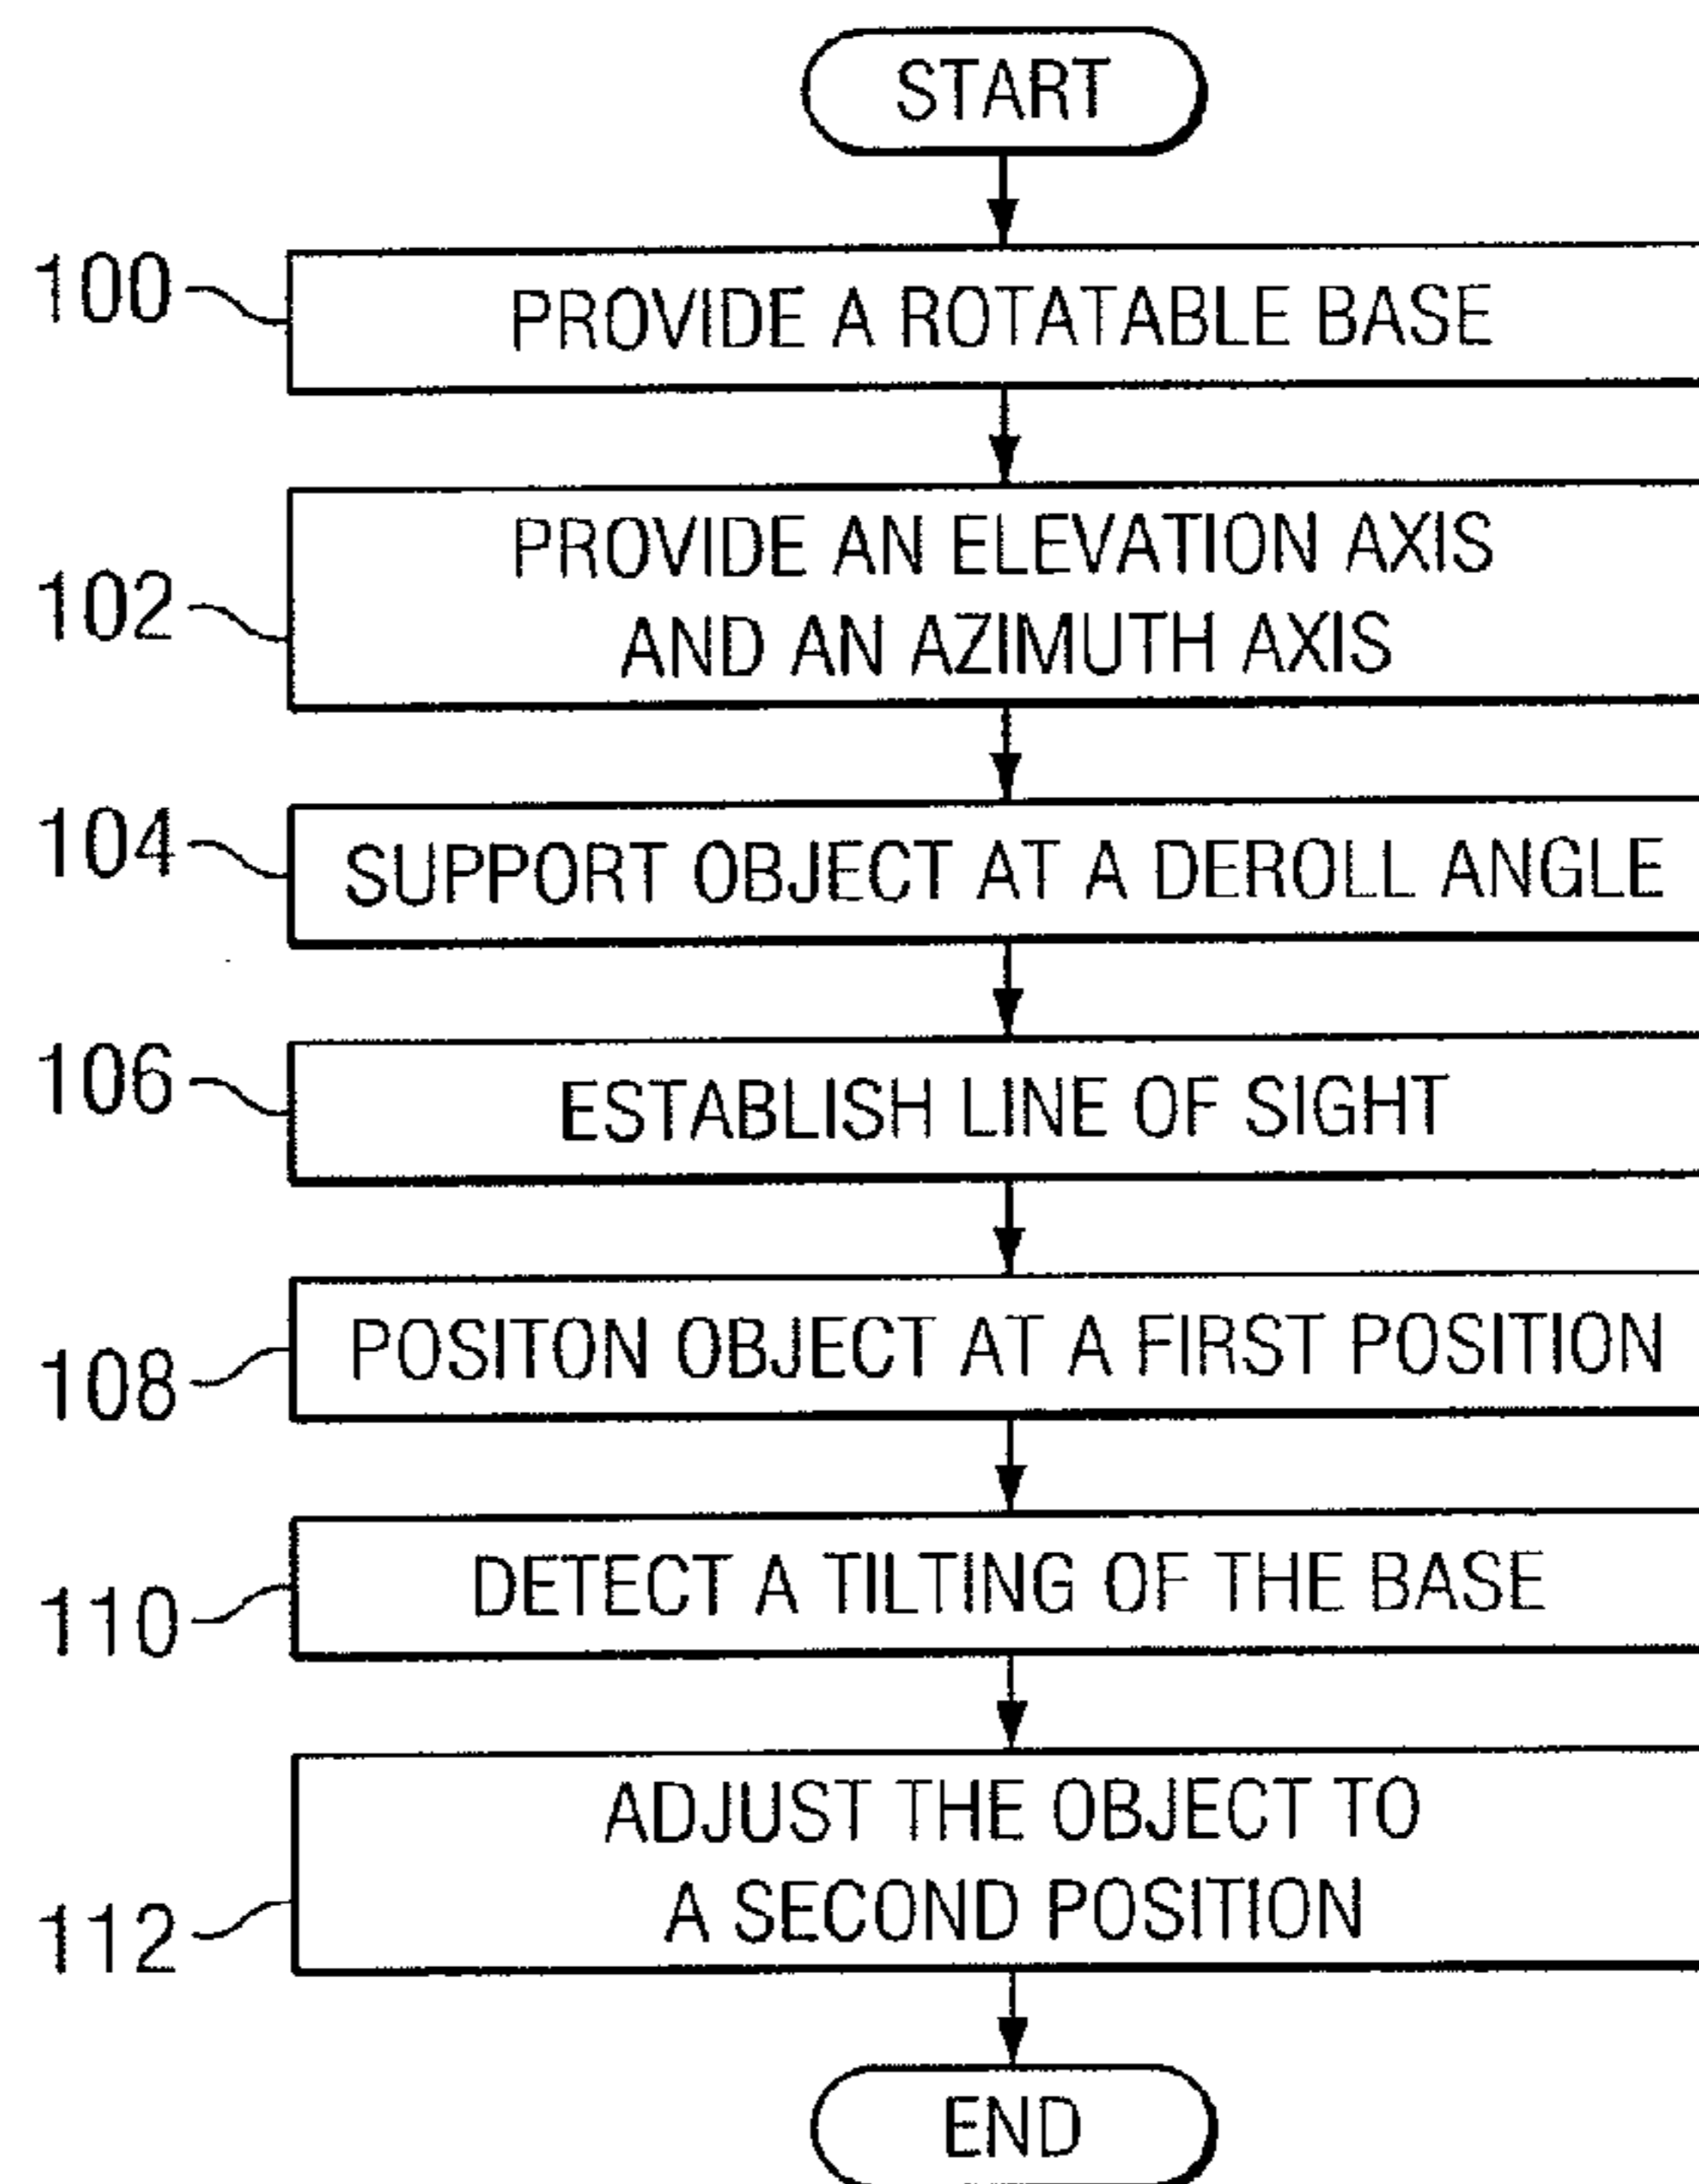 START
100
PROVIDE A ROTATABLE BASE
102
PROVIDE AN ELEVATION AXIS
AND AN AZIMUTH AXIS
104
SUPPORT OBJECT AT A DEROLL ANGLE
106
ESTABLISH LINE OF SIGHT
108
POSITON OBJECT AT A FIRST POSITION
110
DETECT A TILTING OF THE BASE
112
ADJUST THE OBJECT TO
A SECOND POSITION
END